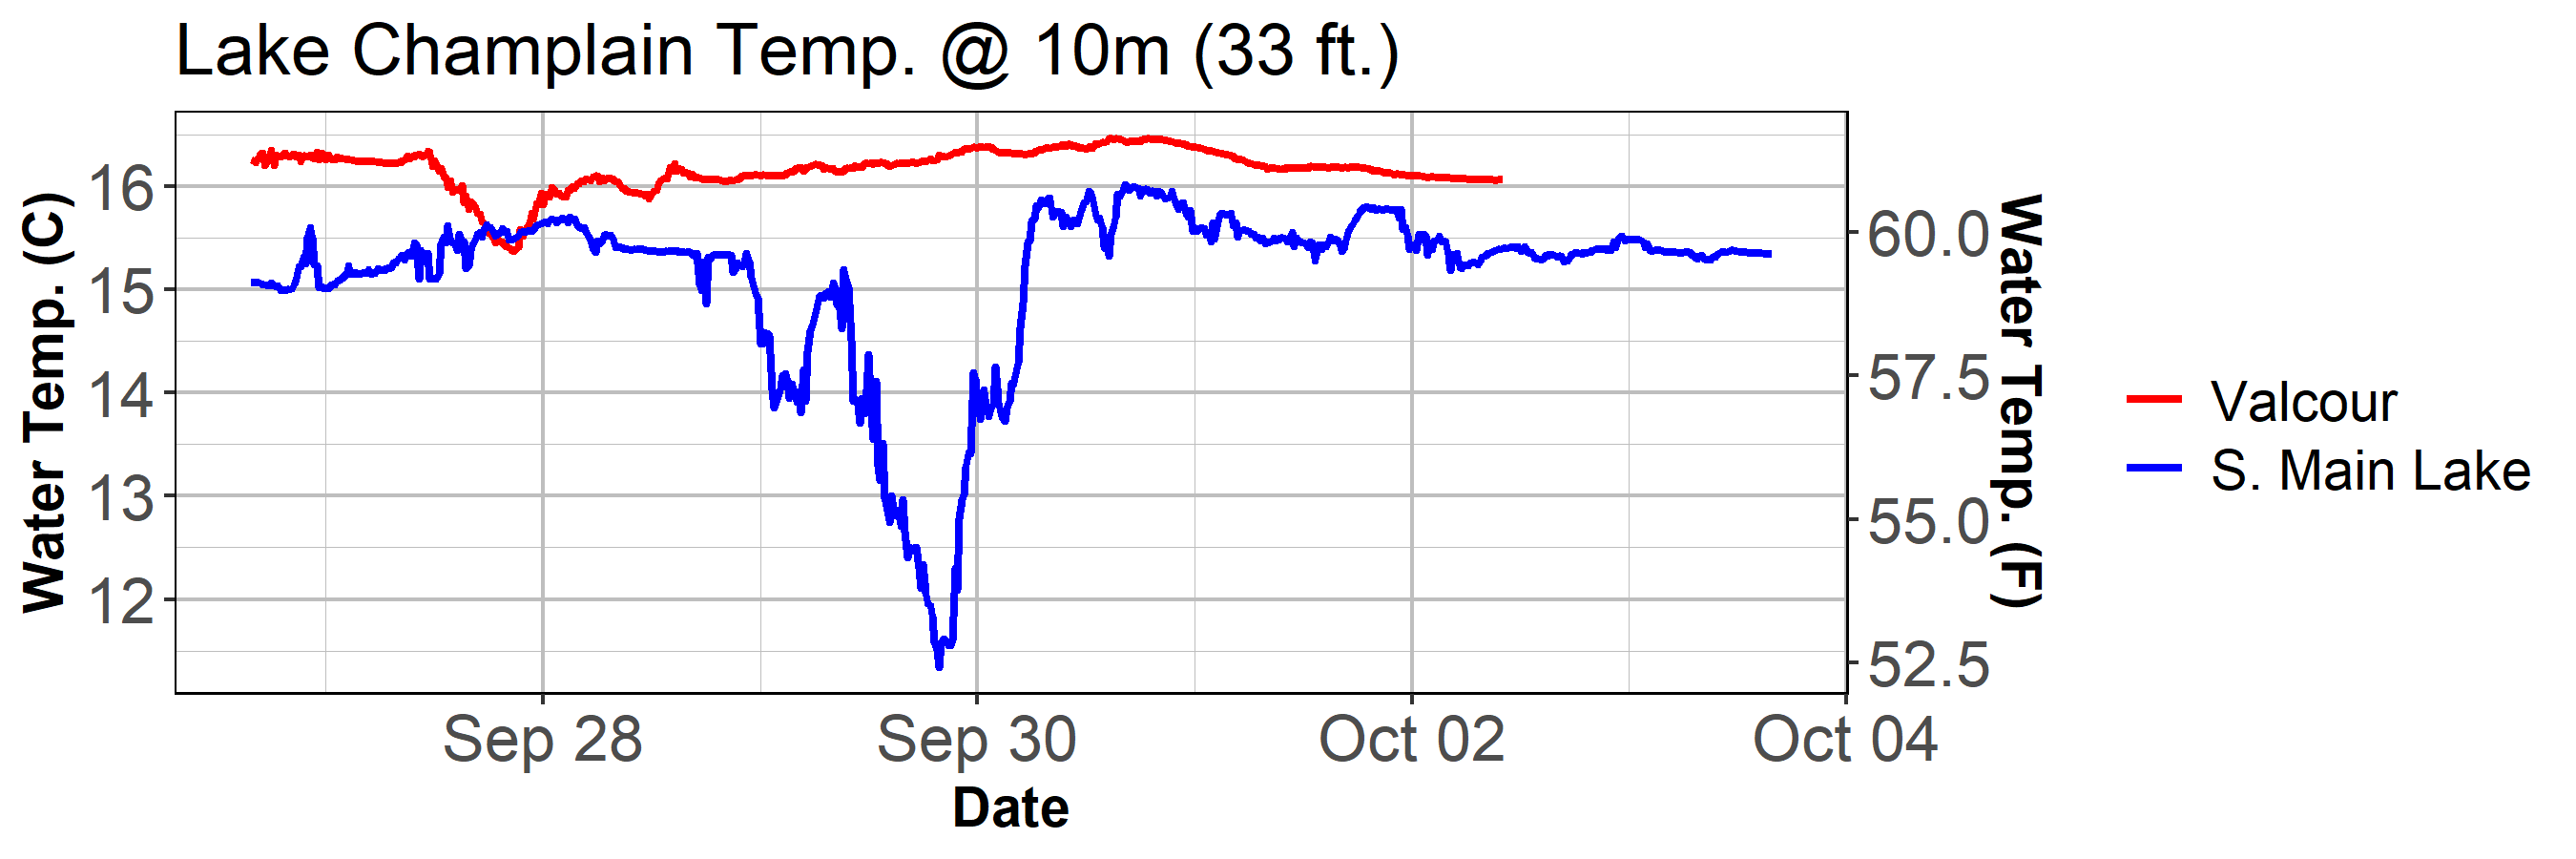 Lake Champlain Temp. @ 10m (33 ft.)
Water Temp. (C)
16
15
14
13
12
60.0
57.5
55.0
52.5
Water Temp. (F)
Sep 28
Sep 30
Oct 02
Oct 04
Date
Valcour
S. Main Lake